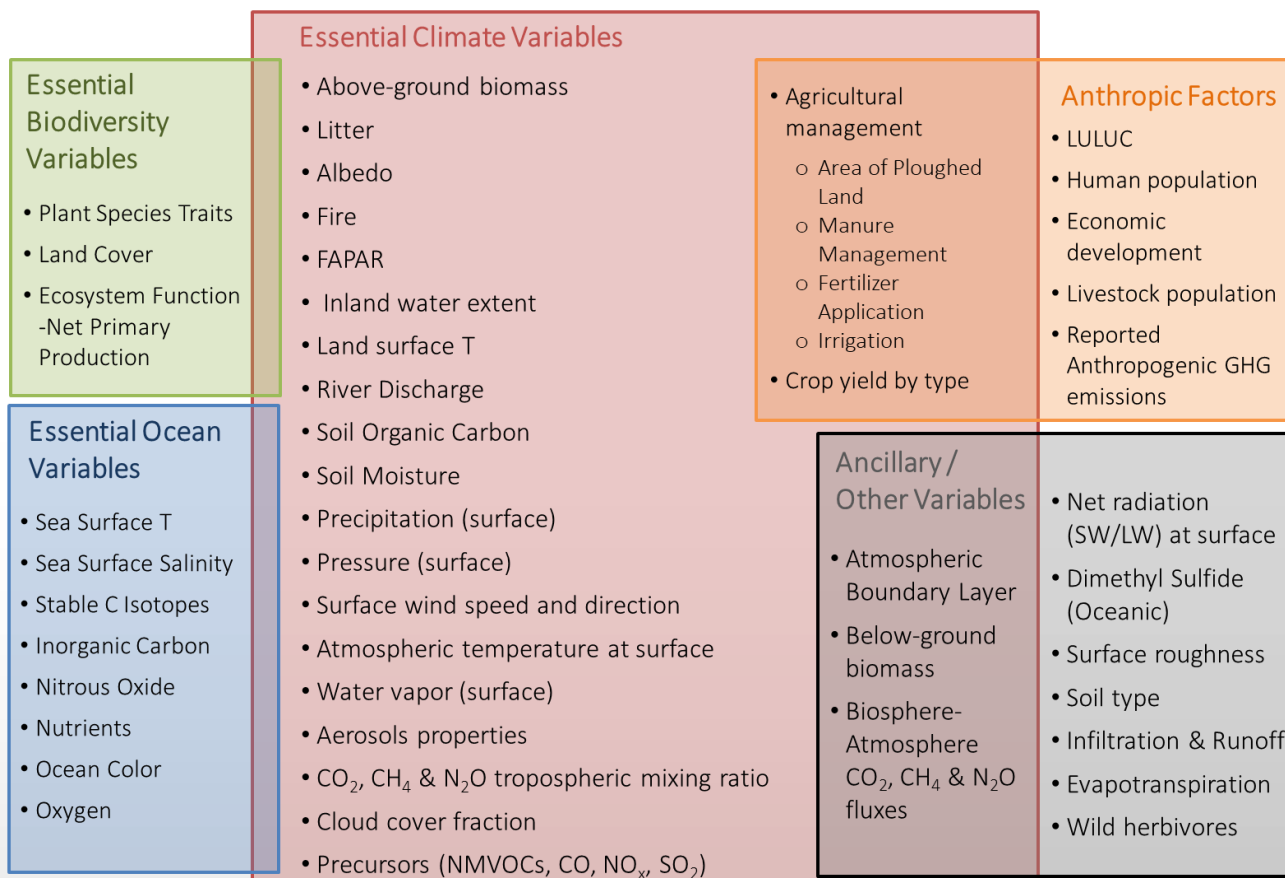 Essential Climate Variables
• Above-ground biomass
• Litter
• Albedo
• Fire
• FAPAR
• Inland water extent
• Land surface T
• River Discharge
• Soil Organic Carbon
• Soil Moisture
• Precipitation (surface)
• Pressure (surface)
• Surface wind speed and direction
• Atmospheric temperature at surface
• Water vapor (surface)
• Aerosols properties
• CO₂, CH₄ & N₂O tropospheric mixing ratio
• Cloud cover fraction
• Precursors (NMVOCs, CO, NOₓ, SO₂)
Essential
Biodiversity
Variables
• Plant Species Traits
• Land Cover
• Ecosystem Function
-Net Primary
Production
Essential Ocean
Variables
• Sea Surface T
• Sea Surface Salinity
• Stable C Isotopes
• Inorganic Carbon
• Nitrous Oxide
• Nutrients
• Ocean Color
• Oxygen
• Agricultural
management
o Area of Ploughed
Land
o Manure
Management
o Fertilizer
Application
o Irrigation
• Crop yield by type
Anthropic Factors
• LULUC
• Human population
• Economic
development
• Livestock population
• Reported
Anthropogenic GHG
emissions
Ancillary /
Other Variables
• Atmospheric
Boundary Layer
• Below-ground
biomass
• Biosphere-
Atmosphere
CO₂, CH₄ & N₂O
fluxes
• Net radiation
(SW/LW) at surface
• Dimethyl Sulfide
(Oceanic)
• Surface roughness
• Soil type
• Infiltration & Runoff
• Evapotranspiration
• Wild herbivores